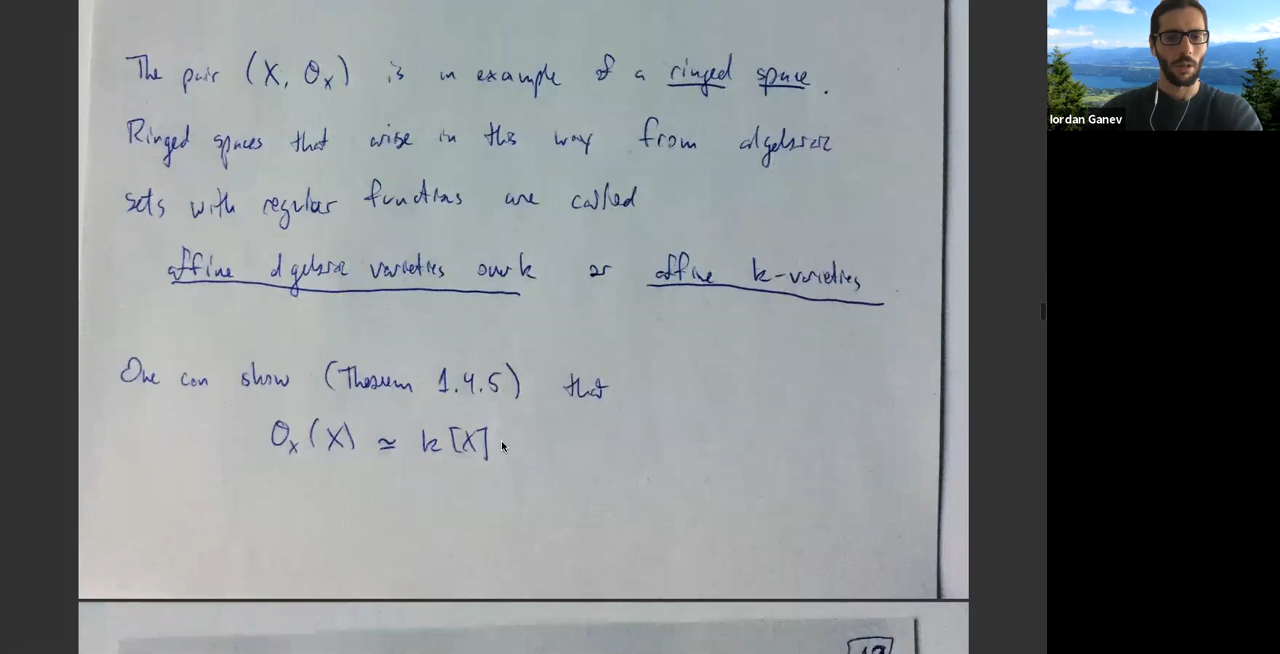 The pair (X, O_X) is an example of a ringed space.
Ringed spaces that arise in this way from algebraic
sets with regular functions are called
affine algebraic varieties over k or affine k-varieties
One can show (Theorem 1.4.5) that
O_X(X) ≃ k[X]
Iordan Ganev